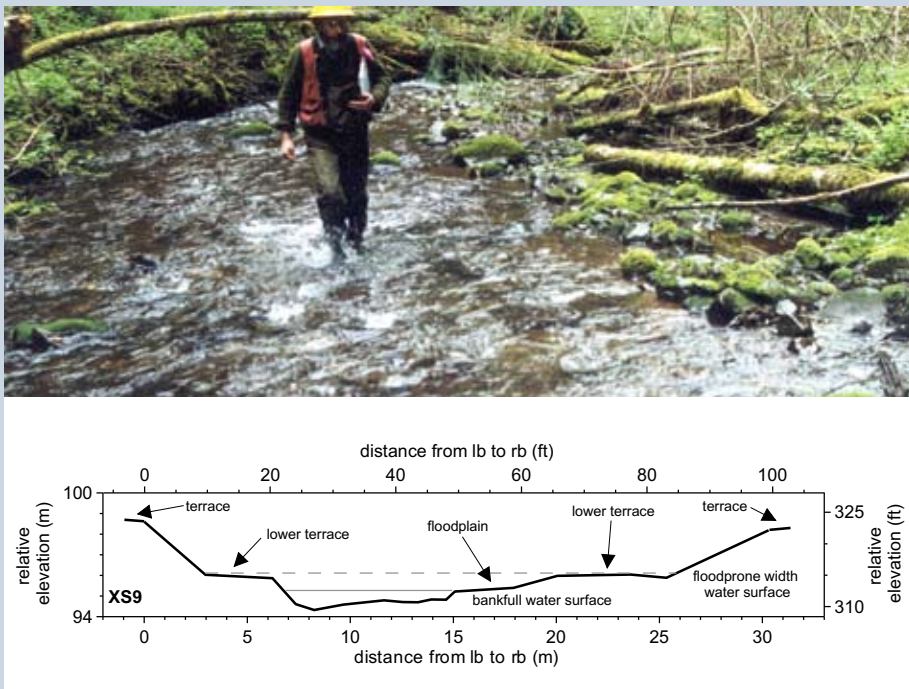 distance from lb to rb (ft)
0 20 40 60 80 100
100
94
325
310
relative
elevation (m)
relative
elevation (ft)
terrace
lower terrace
floodplain
lower terrace
terrace
XS9
bankfull water surface
floodprone width
water surface
0 5 10 15 20 25 30
distance from lb to rb (m)